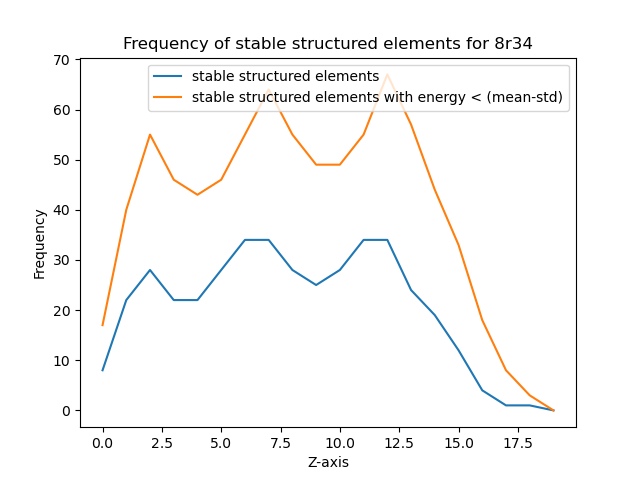 Frequency of stable structured elements for 8r34
stable structured elements
stable structured elements with energy < (mean-std)
70
60
50
40
30
20
10
0
Frequency
0.0 2.5 5.0 7.5 10.0 12.5 15.0 17.5
Z-axis